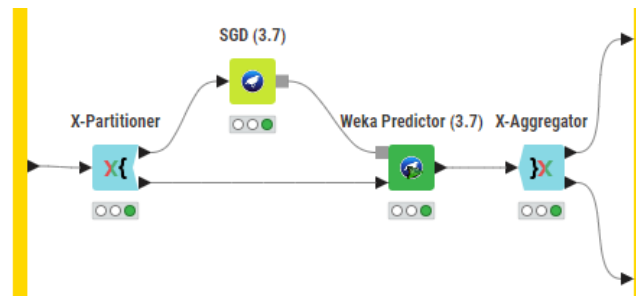 SGD (3.7)
X-Partitioner
Weka Predictor (3.7)
X-Aggregator
X{
}X